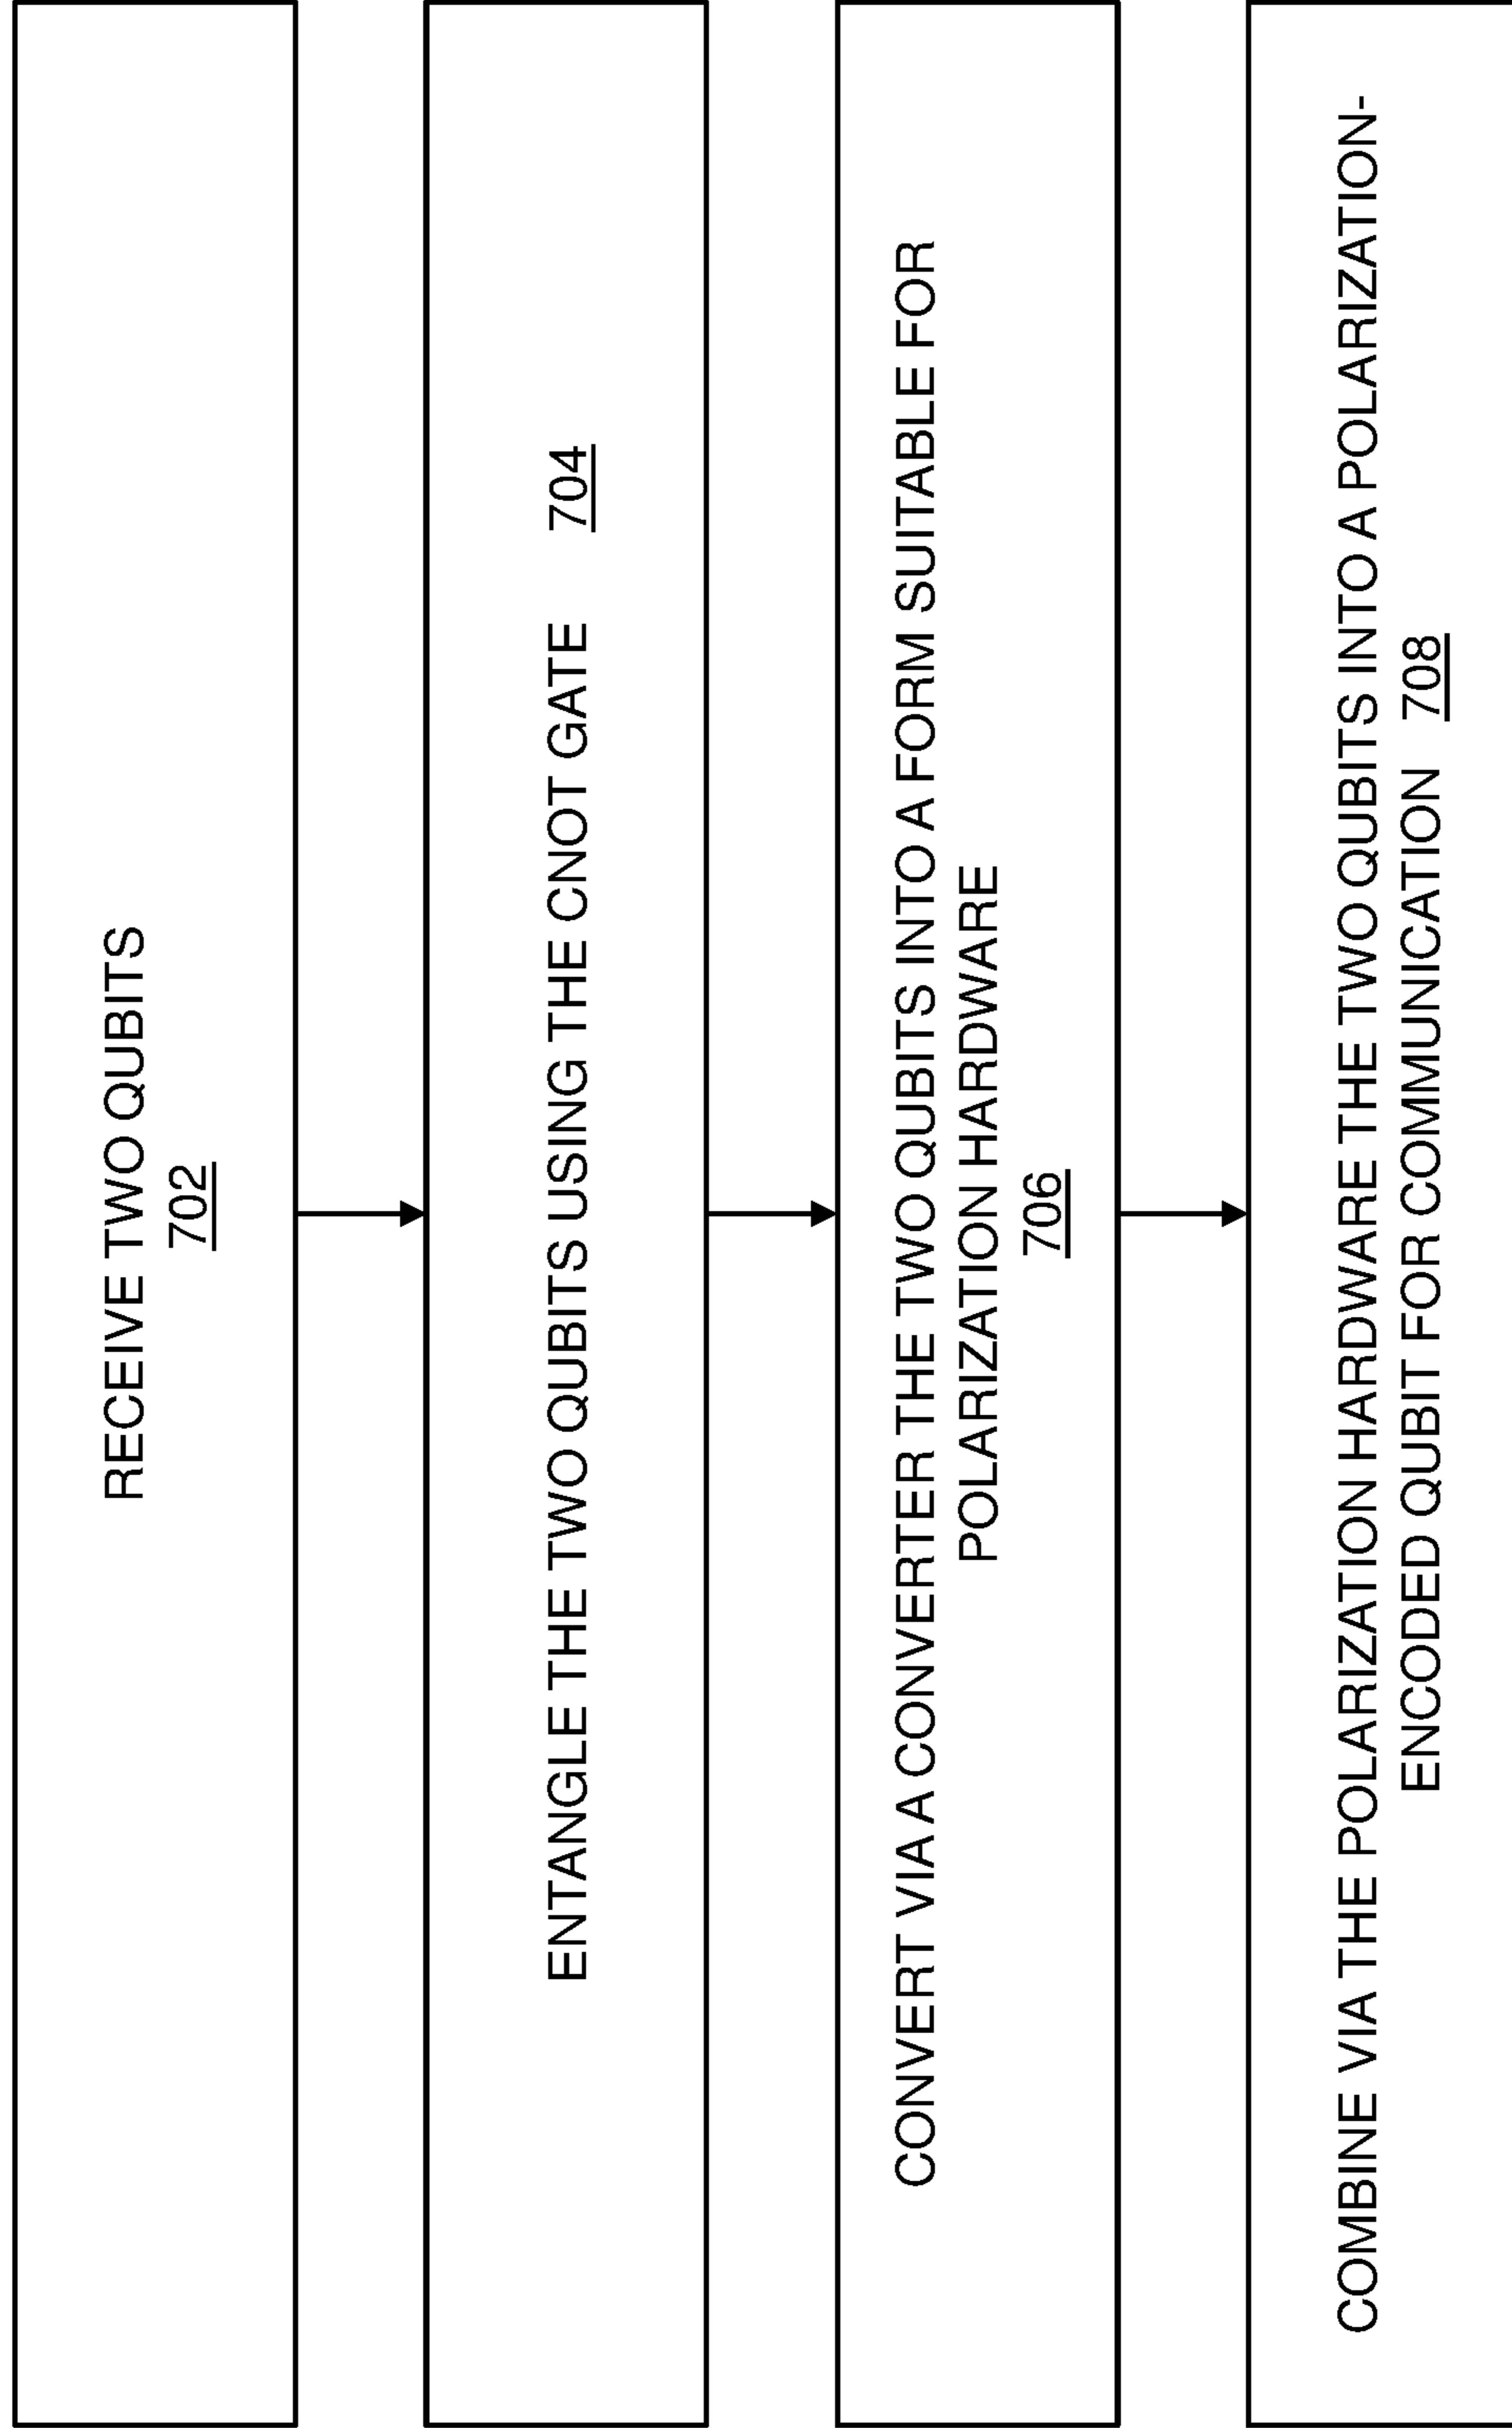 RECEIVE TWO QUBITS
702
ENTANGLE THE TWO QUBITS USING THE CNOT GATE 704
CONVERT VIA A CONVERTER THE TWO QUBITS INTO A FORM SUITABLE FOR
POLARIZATION HARDWARE
706
COMBINE VIA THE POLARIZATION HARDWARE THE TWO QUBITS INTO A POLARIZATION-
ENCODED QUBIT FOR COMMUNICATION 708